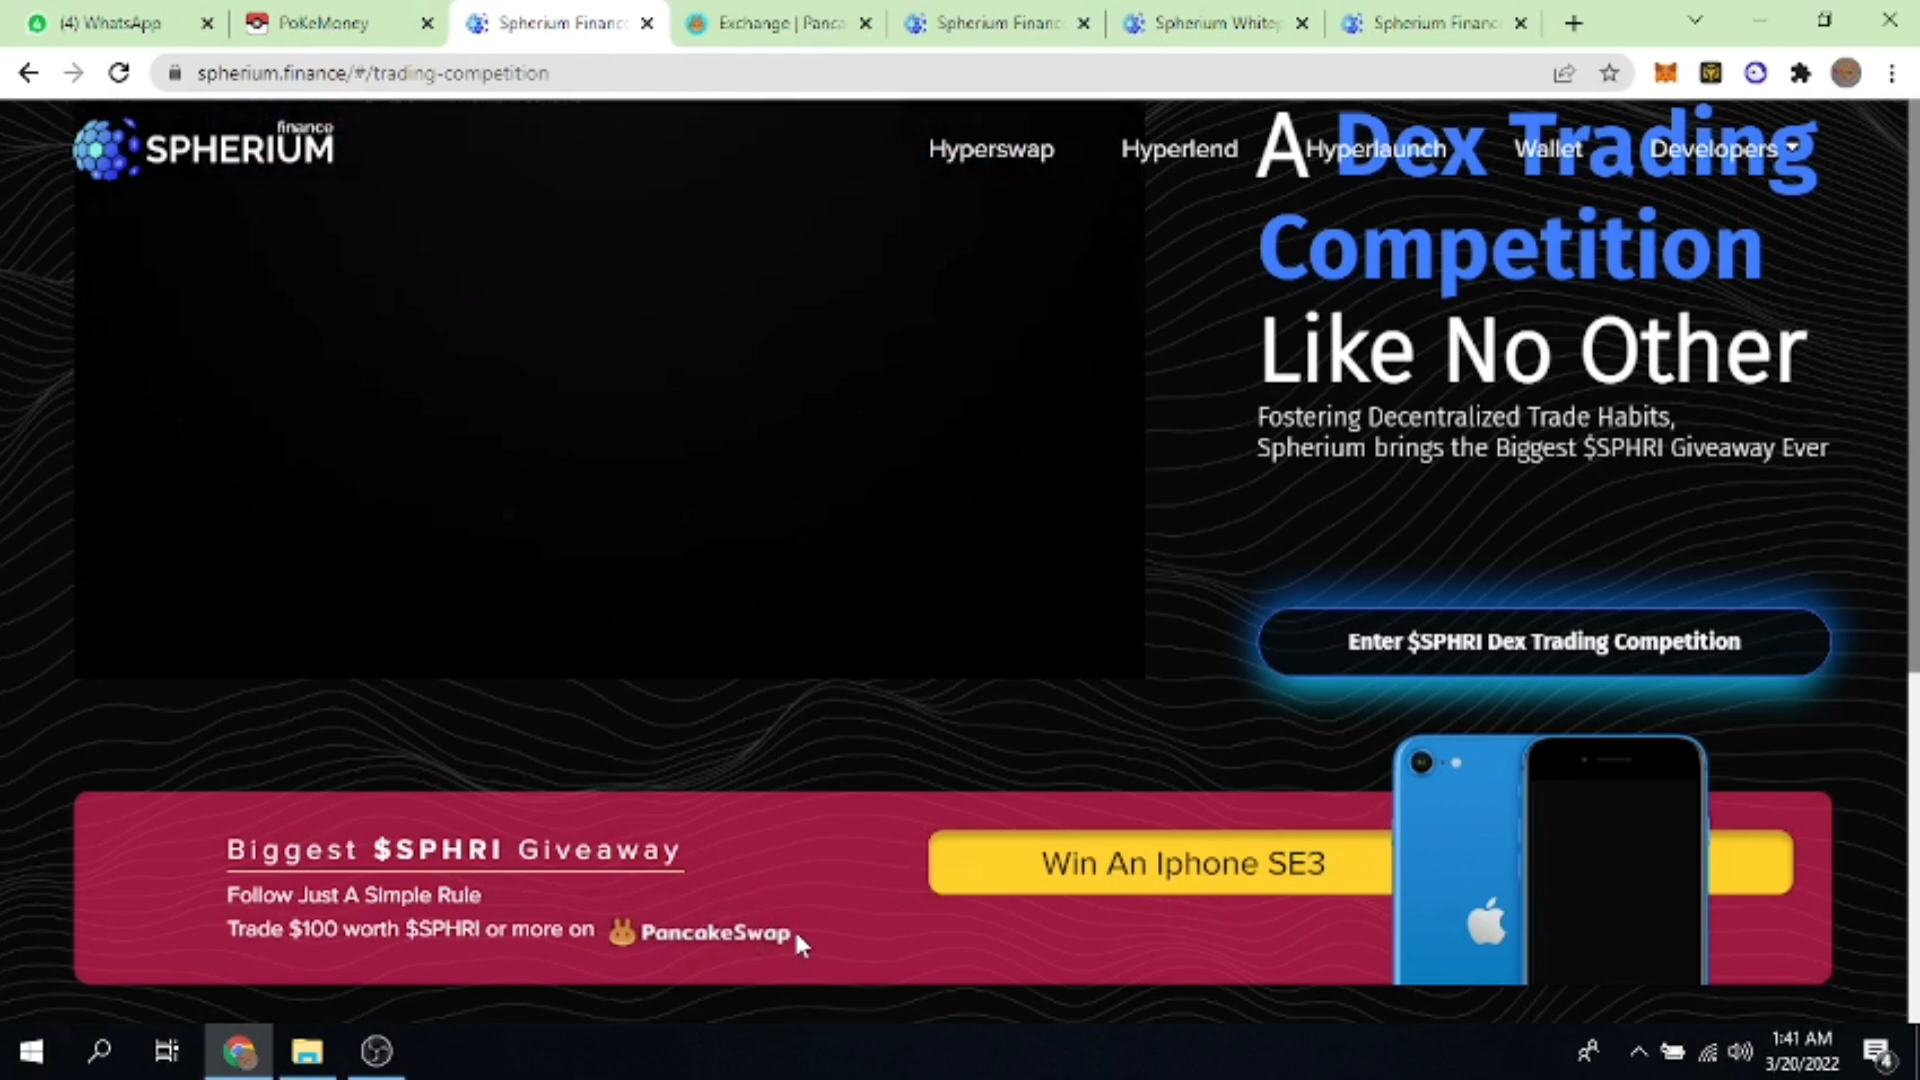 (4) WhatsApp
PoKeMoney
Spherium Financ
Exchange | Panca
Spherium Financ
Spherium Whitep
Spherium Financ
spherium.finance/#/trading-competition
finance
SPHERIUM
Hyperswap
Hyperlend
Hyperlaunch
Wallet
Developers
A Dex Trading
Competition
Like No Other
Fostering Decentralized Trade Habits,
Spherium brings the Biggest $SPHRI Giveaway Ever
Enter $SPHRI Dex Trading Competition
Biggest $SPHRI Giveaway
Follow Just A Simple Rule
Trade $100 worth $SPHRI or more on PancakeSwap
Win An Iphone SE3
1:41 AM
3/20/2022
4